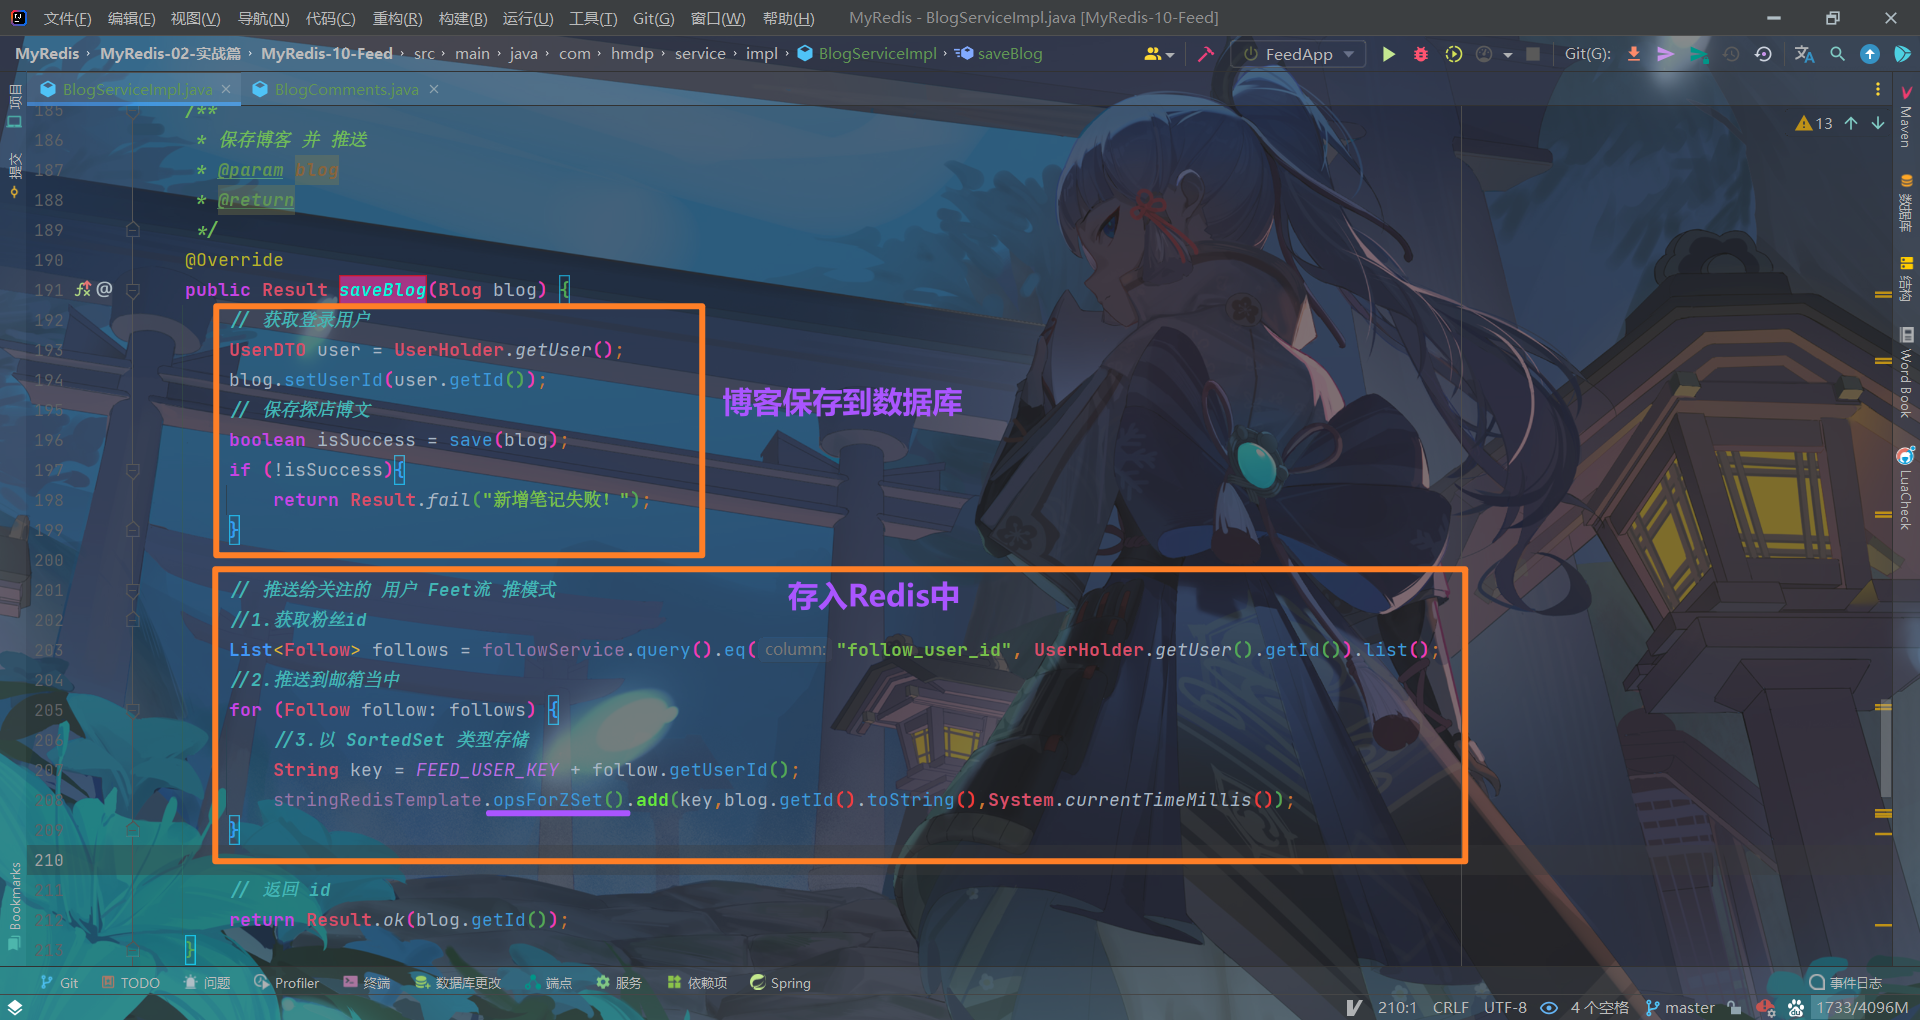 文件(F) 编辑(E) 视图(V) 导航(N) 代码(C) 重构(R) 构建(B) 运行(U) 工具(T) Git(G) 窗口(W) 帮助(H) MyRedis - BlogServiceImpl.java [MyRedis-10-Feed]
MyRedis › MyRedis-02-实战篇 › MyRedis-10-Feed › src › main › java › com › hmdp › service › impl › BlogServiceImpl › saveBlog FeedApp Git(G):
BlogServiceImpl.java × BlogComments.java ×
项目
提交
Bookmarks
13
185 /**
186 * 保存博客 并 推送
187 * @param blog
188 * @return
189 */
190 @Override
191 public Result saveBlog(Blog blog) {
192 // 获取登录用户
193 UserDTO user = UserHolder.getUser();
194 blog.setUserId(user.getId());
195 // 保存探店博文
博客保存到数据库
196 boolean isSuccess = save(blog);
197 if (!isSuccess){
198 return Result.fail("新增笔记失败! ");
199 }
200
201 // 推送给关注的 用户 Feet流 推模式
存入Redis中
202 //1.获取粉丝id
203 List<Follow> follows = followService.query().eq( column: "follow_user_id", UserHolder.getUser().getId()).list();
204 //2.推送到邮箱当中
205 for (Follow follow: follows) {
206 //3.以 SortedSet 类型存储
207 String key = FEED_USER_KEY + follow.getUserId();
208 stringRedisTemplate.opsForZSet().add(key,blog.getId().toString(),System.currentTimeMillis());
209 }
210
211 // 返回 id
212 return Result.ok(blog.getId());
213 }
Maven
数据库
结构
Word Book
LuaCheck
Git TODO 问题 Profiler 终端 数据库更改 端点 服务 依赖项 Spring 事件日志
210:1 CRLF UTF-8 4 个空格 master 1733/4096M